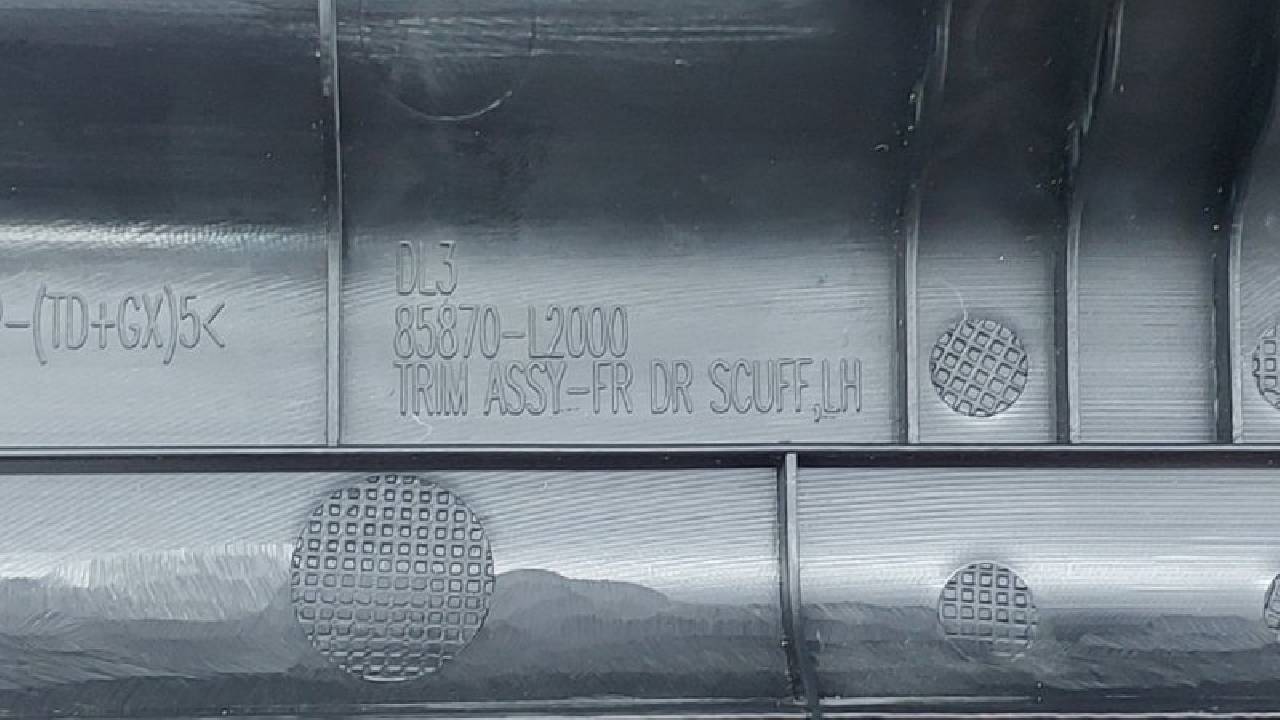 -(TD+GX)5<
DL3
85870-L2000
TRIM ASSY-FR DR SCUFF,LH